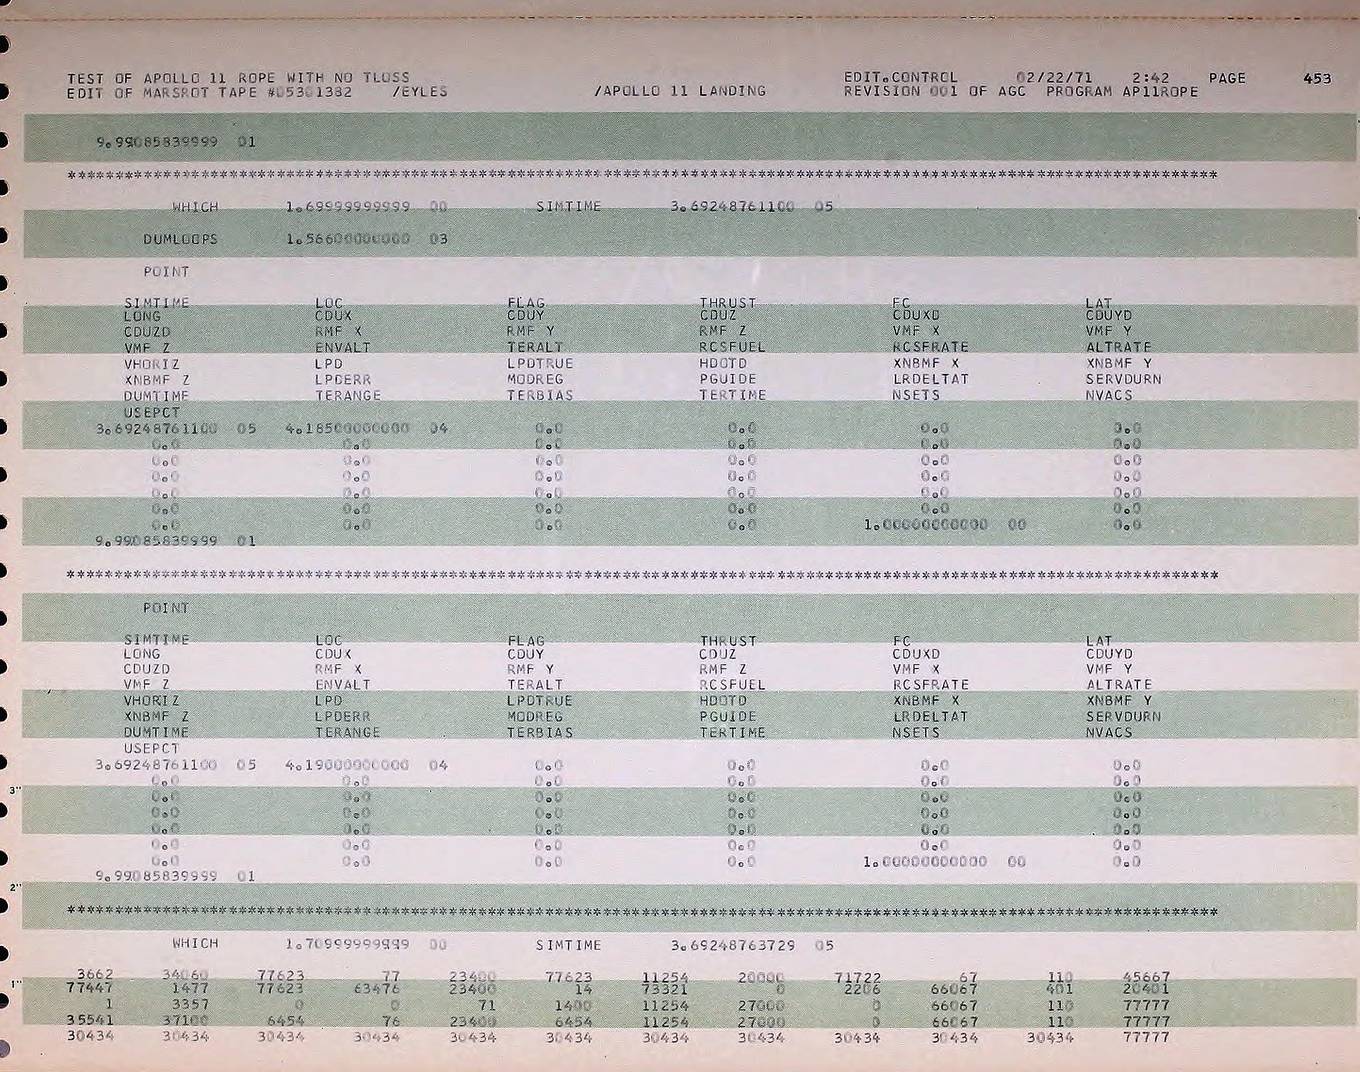 TEST OF APOLLO 11 ROPE WITH NO TLOSS EDIT.CONTROL 02/22/71 2:42 PAGE 453
EDIT OF MARSROT TAPE #05301382 /EYLES /APOLLO 11 LANDING REVISION 001 OF AGC PROGRAM AP11ROPE
9.99085839999 01
************************************************************************************************************************
WHICH 1.69999999999 00 SIMTIME 3.69248761100 05
DUMLOOPS 1.56600000000 03
POINT
SIMTIME LOC FLAG THRUST FC LAT
LONG CDUX CDUY CDUZ CDUXD CDUYD
CDUZD RMF X RMF Y RMF Z VMF X VMF Y
VMF Z ENVALT TERALT RCSFUEL RCSFRATE ALTRATE
VHORIZ LPD LPDTRUE HDOTD XNBMF X XNBMF Y
XNBMF Z LPDERR MODREG PGUIDE LRDELTAT SERVDURN
DUMTIME TERANGE TERBIAS TERTIME NSETS NVACS
USEPCT
3.69248761100 05 4.18500000000 04 0.0 0.0 0.0 0.0
0.0 0.0 0.0 0.0 0.0 0.0
0.0 0.0 0.0 0.0 0.0 0.0
0.0 0.0 0.0 0.0 0.0 0.0
0.0 0.0 0.0 0.0 0.0 0.0
0.0 0.0 0.0 0.0 0.0 0.0
0.0 0.0 0.0 0.0 1.00000000000 00 0.0
9.99085839999 01
************************************************************************************************************************
POINT
SIMTIME LOC FLAG THRUST FC LAT
LONG CDUX CDUY CDUZ CDUXD CDUYD
CDUZD RMF X RMF Y RMF Z VMF X VMF Y
VMF Z ENVALT TERALT RCSFUEL RCSFRATE ALTRATE
VHORIZ LPD LPDTRUE HDOTD XNBMF X XNBMF Y
XNBMF Z LPDERR MODREG PGUIDE LRDELTAT SERVDURN
DUMTIME TERANGE TERBIAS TERTIME NSETS NVACS
USEPCT
3.69248761100 05 4.19000000000 04 0.0 0.0 0.0 0.0
0.0 0.0 0.0 0.0 0.0 0.0
3" 0.0 0.0 0.0 0.0 0.0 0.0
0.0 0.0 0.0 0.0 0.0 0.0
0.0 0.0 0.0 0.0 0.0 0.0
0.0 0.0 0.0 0.0 0.0 0.0
0.0 0.0 0.0 0.0 1.00000000000 00 0.0
9.99085839999 01
2"
************************************************************************************************************************
WHICH 1.70999999999 00 SIMTIME 3.69248763729 05
3662 34060 77623 77 23400 77623 11254 20000 71722 67 110 45667
1" 77447 1477 77623 63476 23400 14 73321 0 2206 66067 401 20401
1 3357 0 0 71 1400 11254 27000 0 66067 110 77777
35541 37100 6454 76 23400 6454 11254 27000 0 66067 110 77777
30434 30434 30434 30434 30434 30434 30434 30434 30434 30434 30434 77777